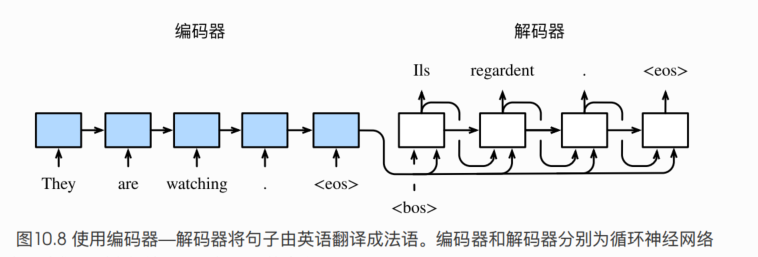 编码器 解码器
Ils regardent . <eos>
They are watching . <eos>
<bos>
图10.8 使用编码器—解码器将句子由英语翻译成法语。编码器和解码器分别为循环神经网络